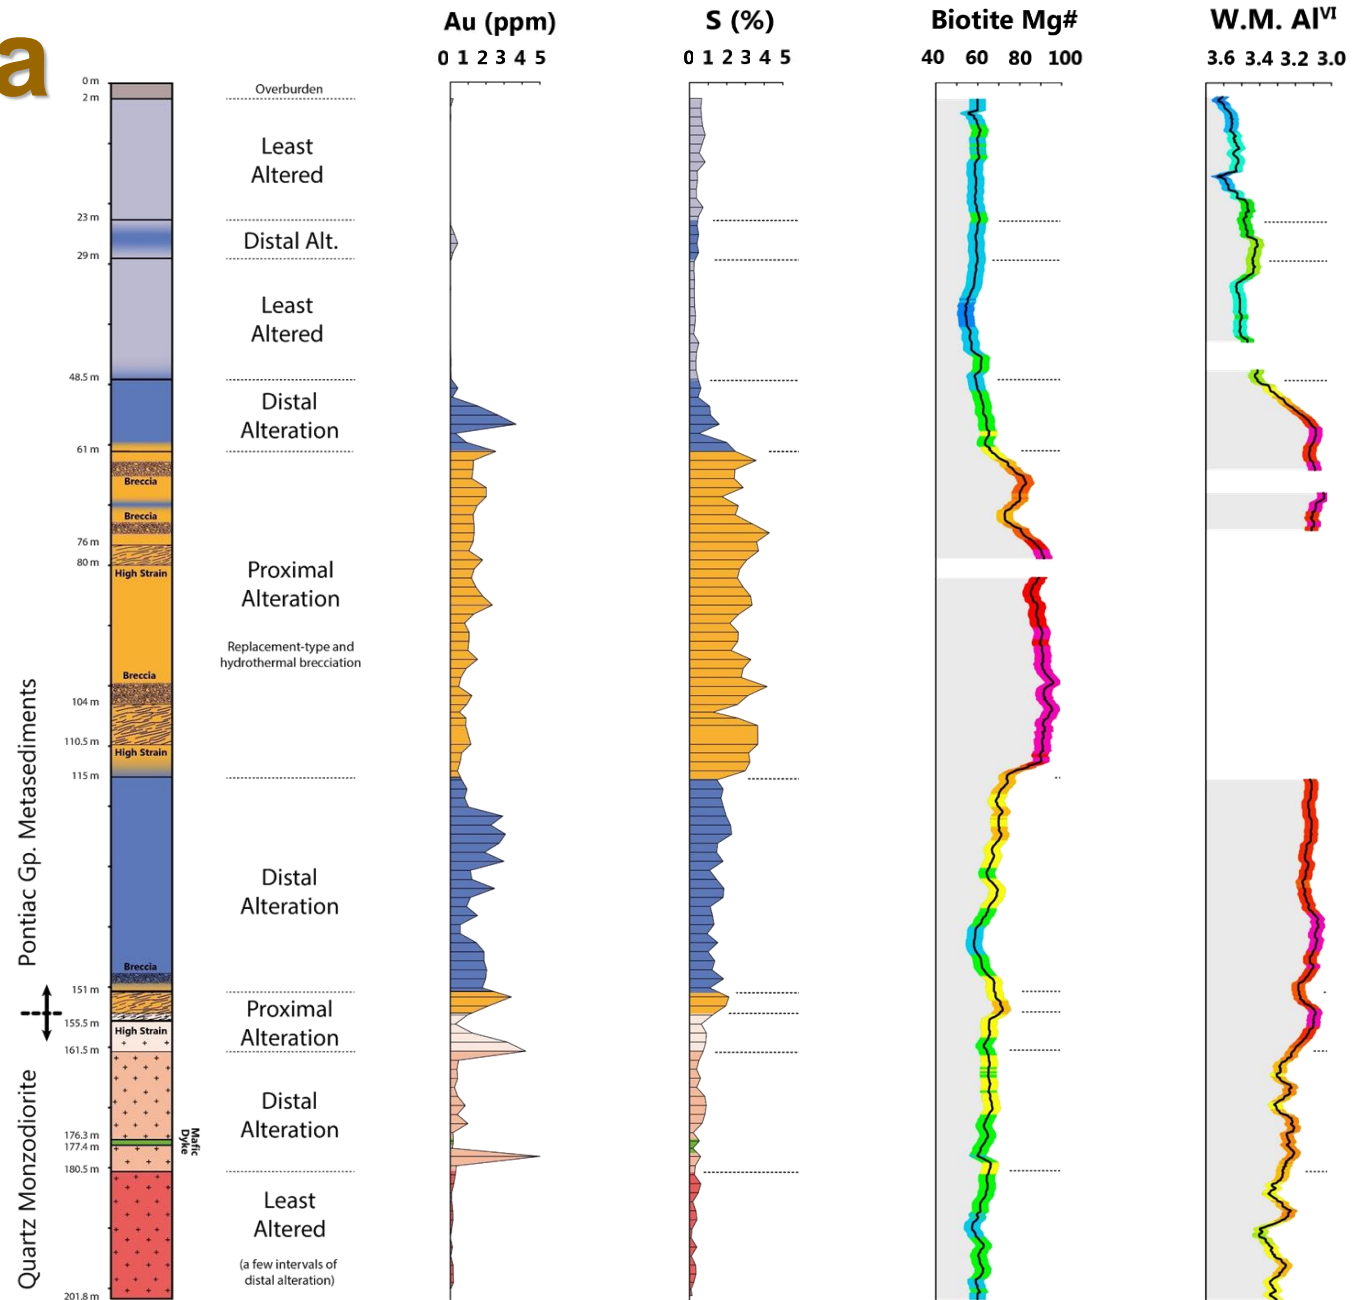 a
Au (ppm)
S (%)
Biotite Mg#
W.M. Alⱽᴵ
0 1 2 3 4 5
0 1 2 3 4 5
40 60 80 100
3.6 3.4 3.2 3.0
0 m
2 m
Overburden
Least
Altered
23 m
Distal Alt.
29 m
Least
Altered
48.5 m
Distal
Alteration
61 m
Breccia
Breccia
76 m
80 m
High Strain
Proximal
Alteration
Replacement-type and
hydrothermal brecciation
Breccia
104 m
110.5 m
High Strain
115 m
Distal
Alteration
Breccia
151 m
Proximal
Alteration
155.5 m
High Strain
161.5 m
Distal
Alteration
176.3 m
177.4 m
Mafic
Dyke
180.5 m
Least
Altered
(a few intervals of
distal alteration)
201.8 m
Pontiac Gp. Metasediments
Quartz Monzodiorite